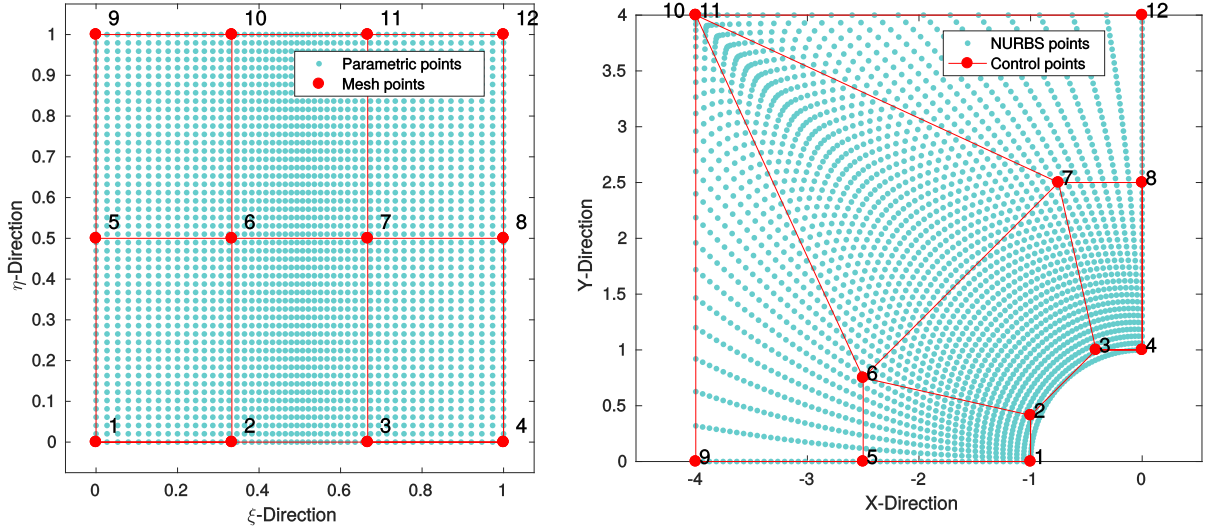 9 10 11 12
1
0.9
0.8
0.7
0.6
0.5
0.4
0.3
0.2
0.1
0
Parametric points
Mesh points
5 6 7 8
1 2 3 4
0 0.2 0.4 0.6 0.8 1
ξ-Direction
η-Direction
4
3.5
3
2.5
2
1.5
1
0.5
0
10 11 12
NURBS points
Control points
7 8
6 3 4
2
9 5 1
-4 -3 -2 -1 0
X-Direction
Y-Direction